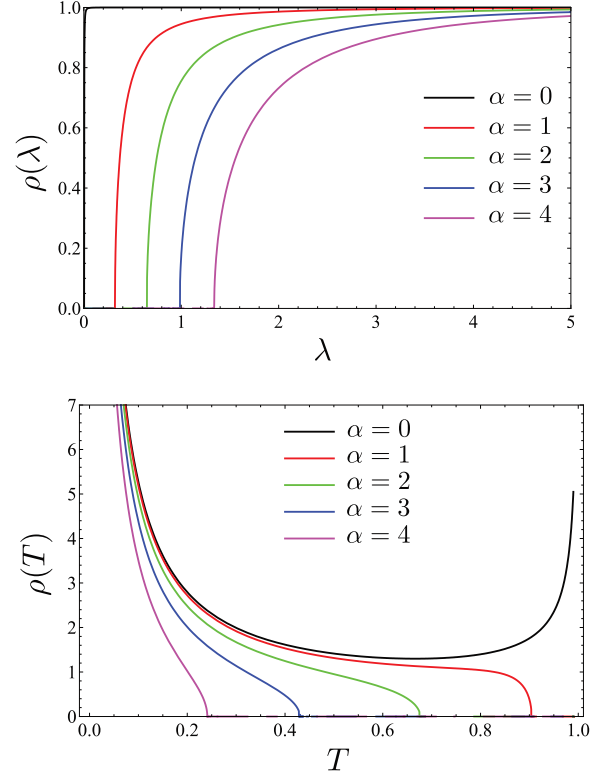 1.0
0.8
0.6
0.4
0.2
0.0
ρ(λ)
α = 0
α = 1
α = 2
α = 3
α = 4
0 1 2 3 4 5
λ
7
6
5
4
3
2
1
0
ρ(T)
α = 0
α = 1
α = 2
α = 3
α = 4
0.0 0.2 0.4 0.6 0.8 1.0
T